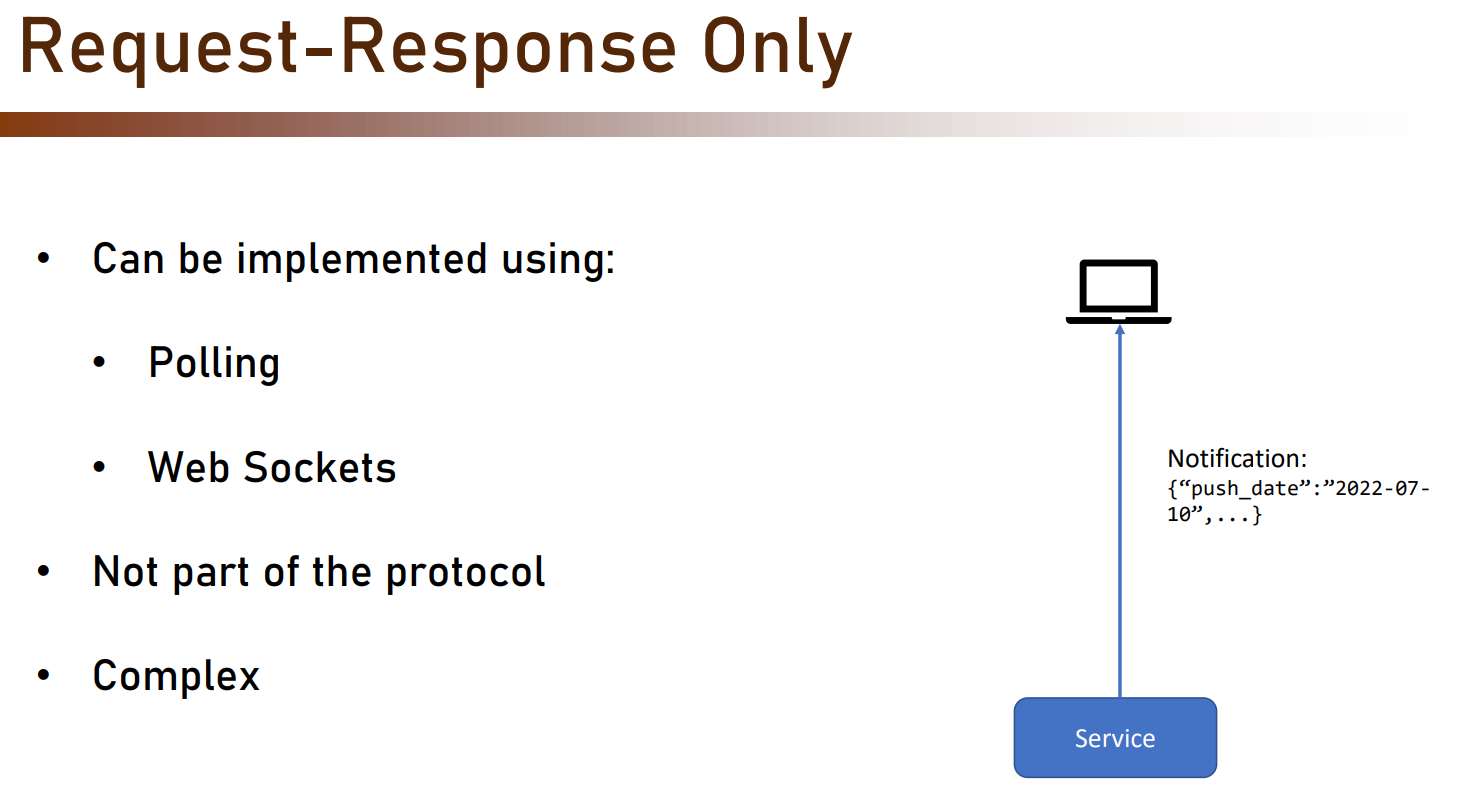 Request-Response Only
• Can be implemented using:
• Polling
• Web Sockets
• Not part of the protocol
• Complex
Notification:
{“push_date”:”2022-07-
10”,...}
Service